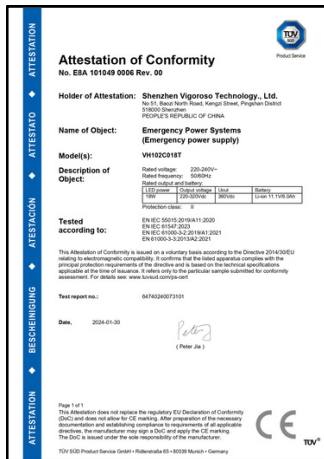 TÜV
SÜD
Product Service
Attestation of Conformity
No. E8A 101049 0006 Rev. 00
Holder of Attestation: Shenzhen Vigoroso Technology., Ltd.
No 51, Baozi North Road, Kengzi Street, Pingshan District
518000 Shenzhen
PEOPLE'S REPUBLIC OF CHINA
Name of Object: Emergency Power Systems
(Emergency power supply)
Model(s): VH102C018T
Description of Object: Rated voltage: 220-240V~
Rated frequency: 50/60Hz
Rated output and battery:
LED power Output voltage Uout Battery
18W 220-320Vdc 360Vdc Li-ion 11.1V/6.0Ah
Protection class: II
Tested according to: EN IEC 55015:2019/A11:2020
EN IEC 61547:2023
EN IEC 61000-3-2:2019/A1:2021
EN 61000-3-3:2013/A2:2021
This Attestation of Conformity is issued on a voluntary basis according to the Directive 2014/30/EU
relating to electromagnetic compatibility. It confirms that the listed apparatus complies with the
principal protection requirements of the directive and is based on the technical specifications
applicable at the time of issuance. It refers only to the particular sample submitted for conformity
assessment. For details see: www.tuvsud.com/ps-cert
Test report no.: 64740240073101
Date, 2024-01-30
( Peter Jia )
Page 1 of 1
This Attestation does not replace the regulatory EU Declaration of Conformity
(DoC) and does not allow for CE marking. After preparation of the necessary
documentation and establishing compliance to requirements of all applicable
directives, the manufacturer may sign a DoC and apply the CE marking.
The DoC is issued under the sole responsibility of the manufacturer.
CE
TÜV SÜD Product Service GmbH • Ridlerstraße 65 • 80339 Munich • Germany
TÜV®
ATTESTATION ◆ BESCHEINIGUNG ◆ ATESTACIÓN ◆ ATTESTATO ◆ ATTESTATION